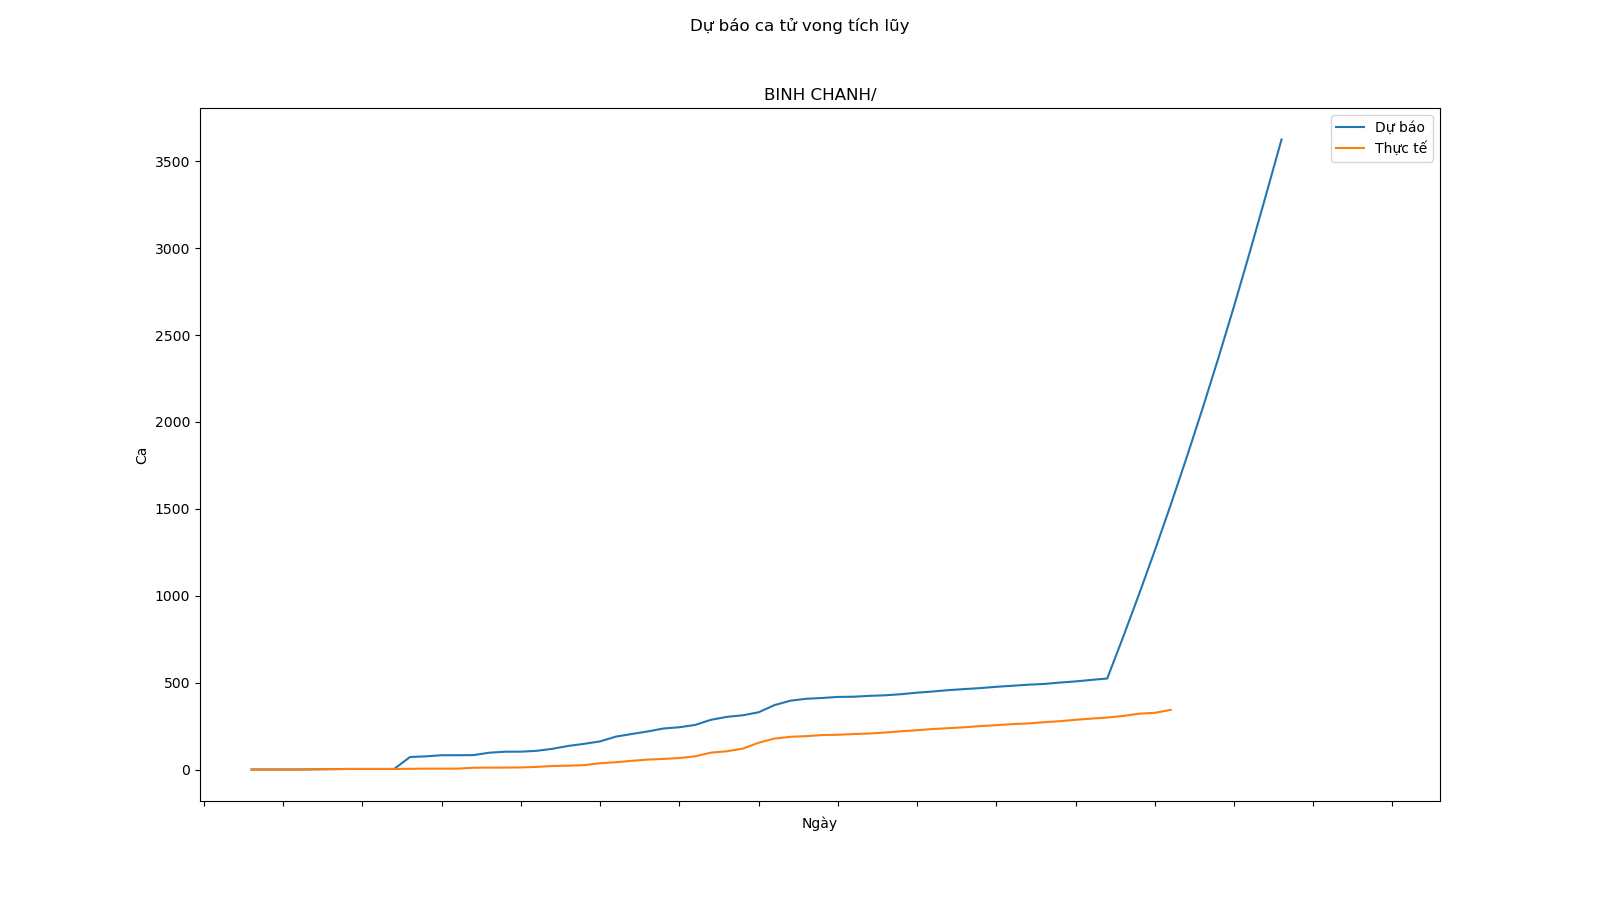 Dự báo ca tử vong tích lũy
BINH CHANH/
Dự báo
Thực tế
3500
3000
2500
2000
1500
1000
500
0
Ca
Ngày